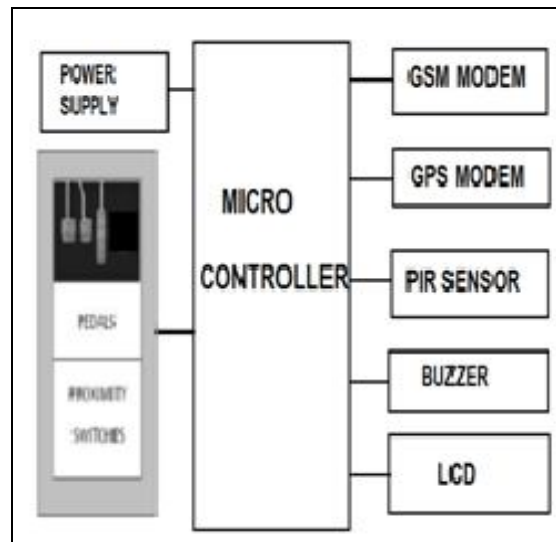 POWER
SUPPLY
PEDALS
PROXIMITY
SWITCHES
MICRO
CONTROLLER
GSM MODEM
GPS MODEM
PIR SENSOR
BUZZER
LCD